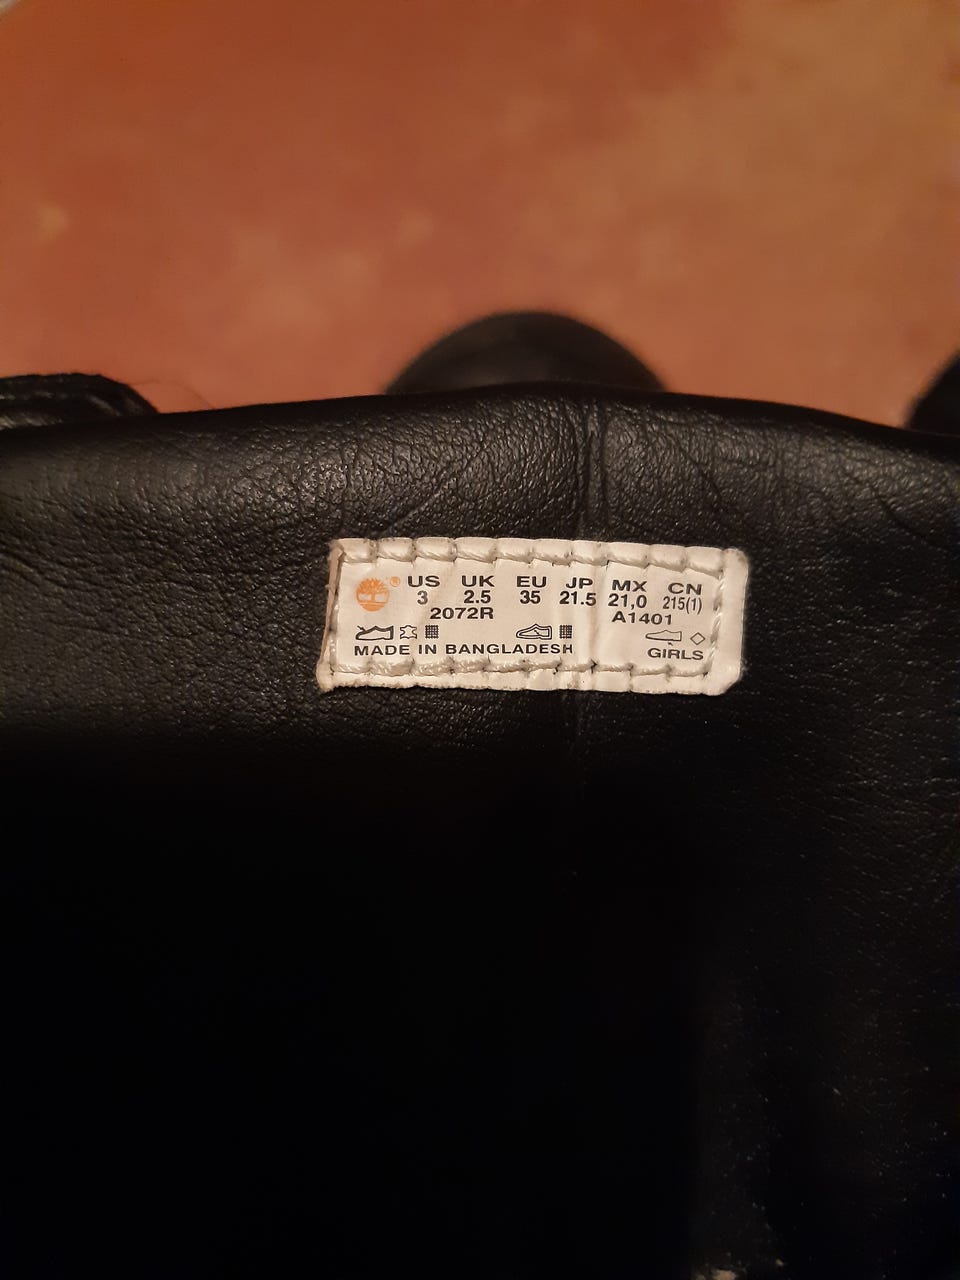 ® US UK EU JP MX CN
3 2.5 35 21.5 21,0 215(1)
2072R A1401
MADE IN BANGLADESH GIRLS